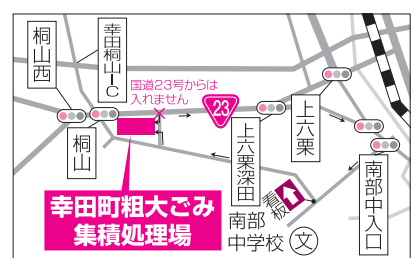 桐山西
幸田桐山IC
国道23号からは
入れません
23
桐山
上六栗深田
上六栗
南部中入口
看板
幸田町粗大ごみ
集積処理場
南部
中学校
文